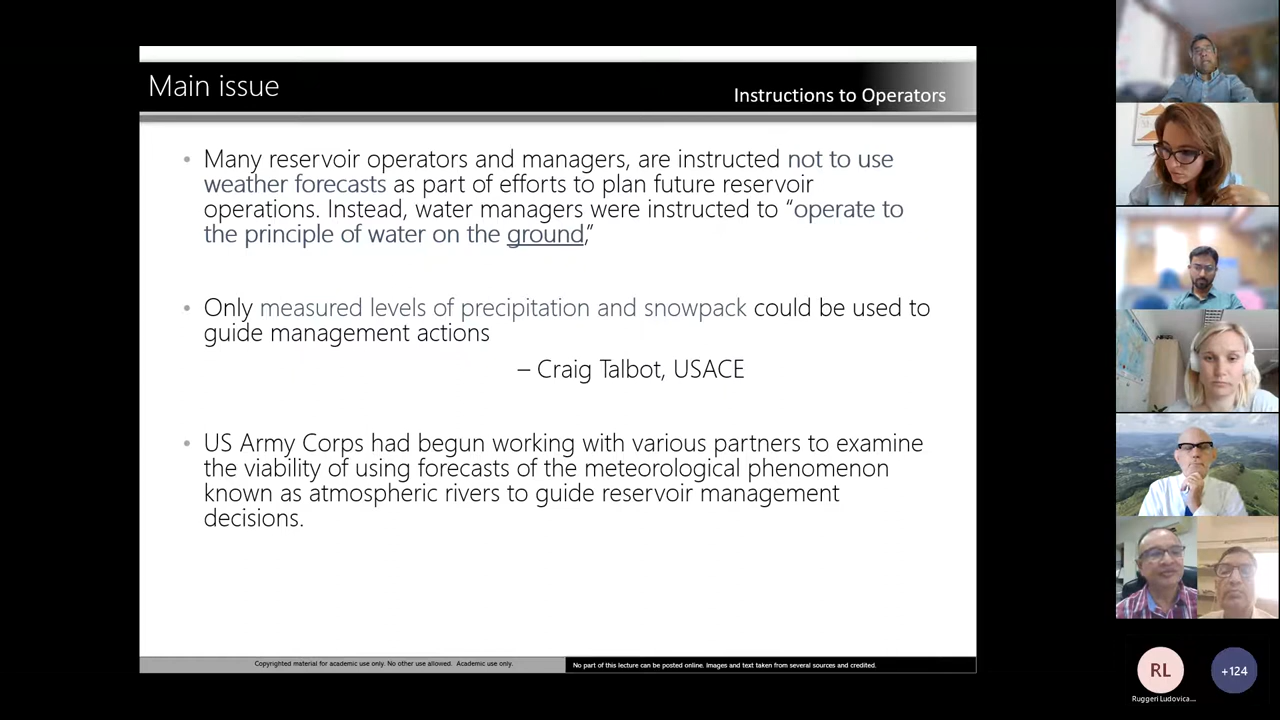 Main issue
Instructions to Operators
• Many reservoir operators and managers, are instructed not to use
weather forecasts as part of efforts to plan future reservoir
operations. Instead, water managers were instructed to “operate to
the principle of water on the ground,”
• Only measured levels of precipitation and snowpack could be used to
guide management actions
– Craig Talbot, USACE
• US Army Corps had begun working with various partners to examine
the viability of using forecasts of the meteorological phenomenon
known as atmospheric rivers to guide reservoir management
decisions.
Copyrighted material for academic use only. No other use allowed. Academic use only.
No part of this lecture can be posted online. Images and text taken from several sources and credited.
RL
+124
Ruggeri Ludovica...